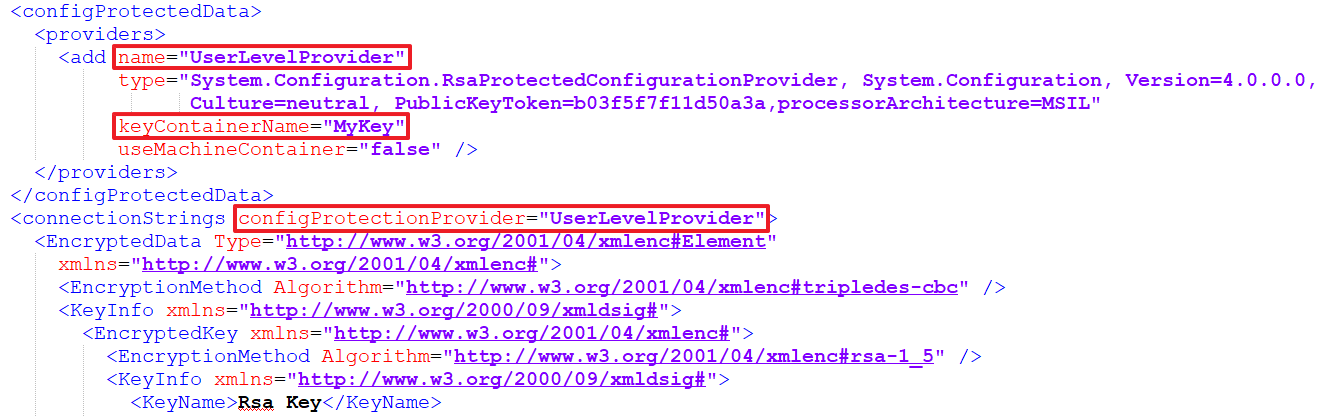 <configProtectedData>
<providers>
<add name="UserLevelProvider"
type="System.Configuration.RsaProtectedConfigurationProvider, System.Configuration, Version=4.0.0.0,
Culture=neutral, PublicKeyToken=b03f5f7f11d50a3a,processorArchitecture=MSIL"
keyContainerName="MyKey"
useMachineContainer="false" />
</providers>
</configProtectedData>
<connectionStrings configProtectionProvider="UserLevelProvider">
<EncryptedData Type="http://www.w3.org/2001/04/xmlenc#Element"
xmlns="http://www.w3.org/2001/04/xmlenc#">
<EncryptionMethod Algorithm="http://www.w3.org/2001/04/xmlenc#tripledes-cbc" />
<KeyInfo xmlns="http://www.w3.org/2000/09/xmldsig#">
<EncryptedKey xmlns="http://www.w3.org/2001/04/xmlenc#">
<EncryptionMethod Algorithm="http://www.w3.org/2001/04/xmlenc#rsa-1_5" />
<KeyInfo xmlns="http://www.w3.org/2000/09/xmldsig#">
<KeyName>Rsa Key</KeyName>